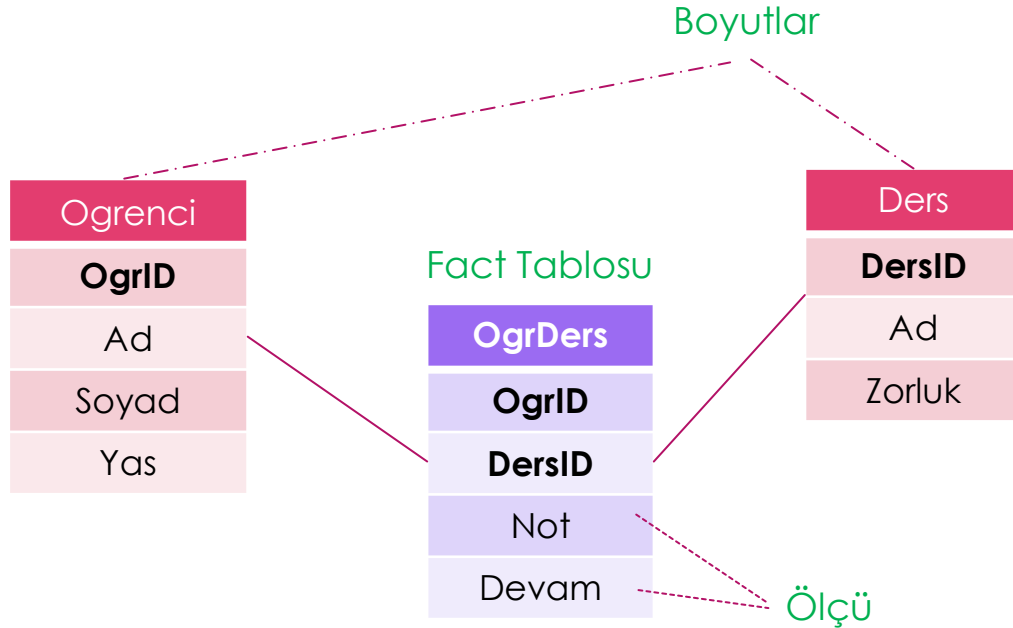 Boyutlar
Ogrenci
OgrID
Ad
Soyad
Yas
Fact Tablosu
OgrDers
OgrID
DersID
Not
Devam
Ders
DersID
Ad
Zorluk
Ölçü